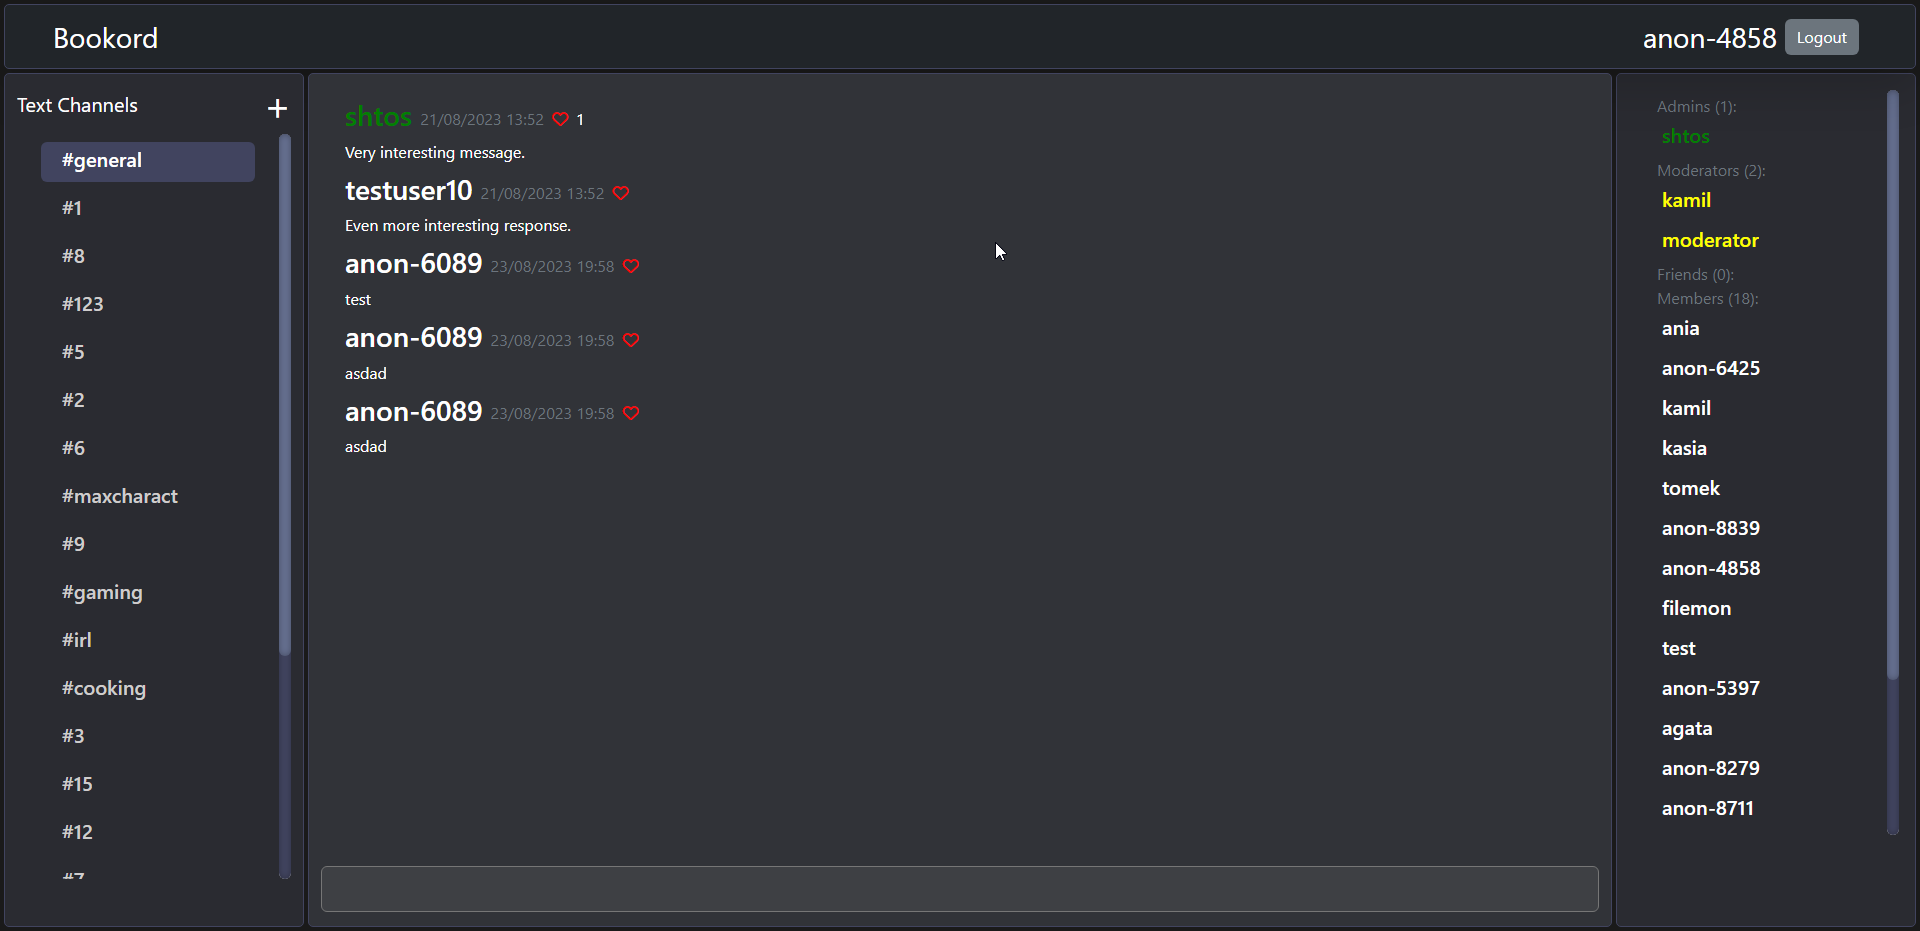 Bookord
anon-4858 Logout
Text Channels
+
#general
#1
#8
#123
#5
#2
#6
#maxcharact
#9
#gaming
#irl
#cooking
#3
#15
#12
#7
shtos 21/08/2023 13:52 1
Very interesting message.
testuser10 21/08/2023 13:52
Even more interesting response.
anon-6089 23/08/2023 19:58
test
anon-6089 23/08/2023 19:58
asdad
anon-6089 23/08/2023 19:58
asdad
Admins (1):
shtos
Moderators (2):
kamil
moderator
Friends (0):
Members (18):
ania
anon-6425
kamil
kasia
tomek
anon-8839
anon-4858
filemon
test
anon-5397
agata
anon-8279
anon-8711